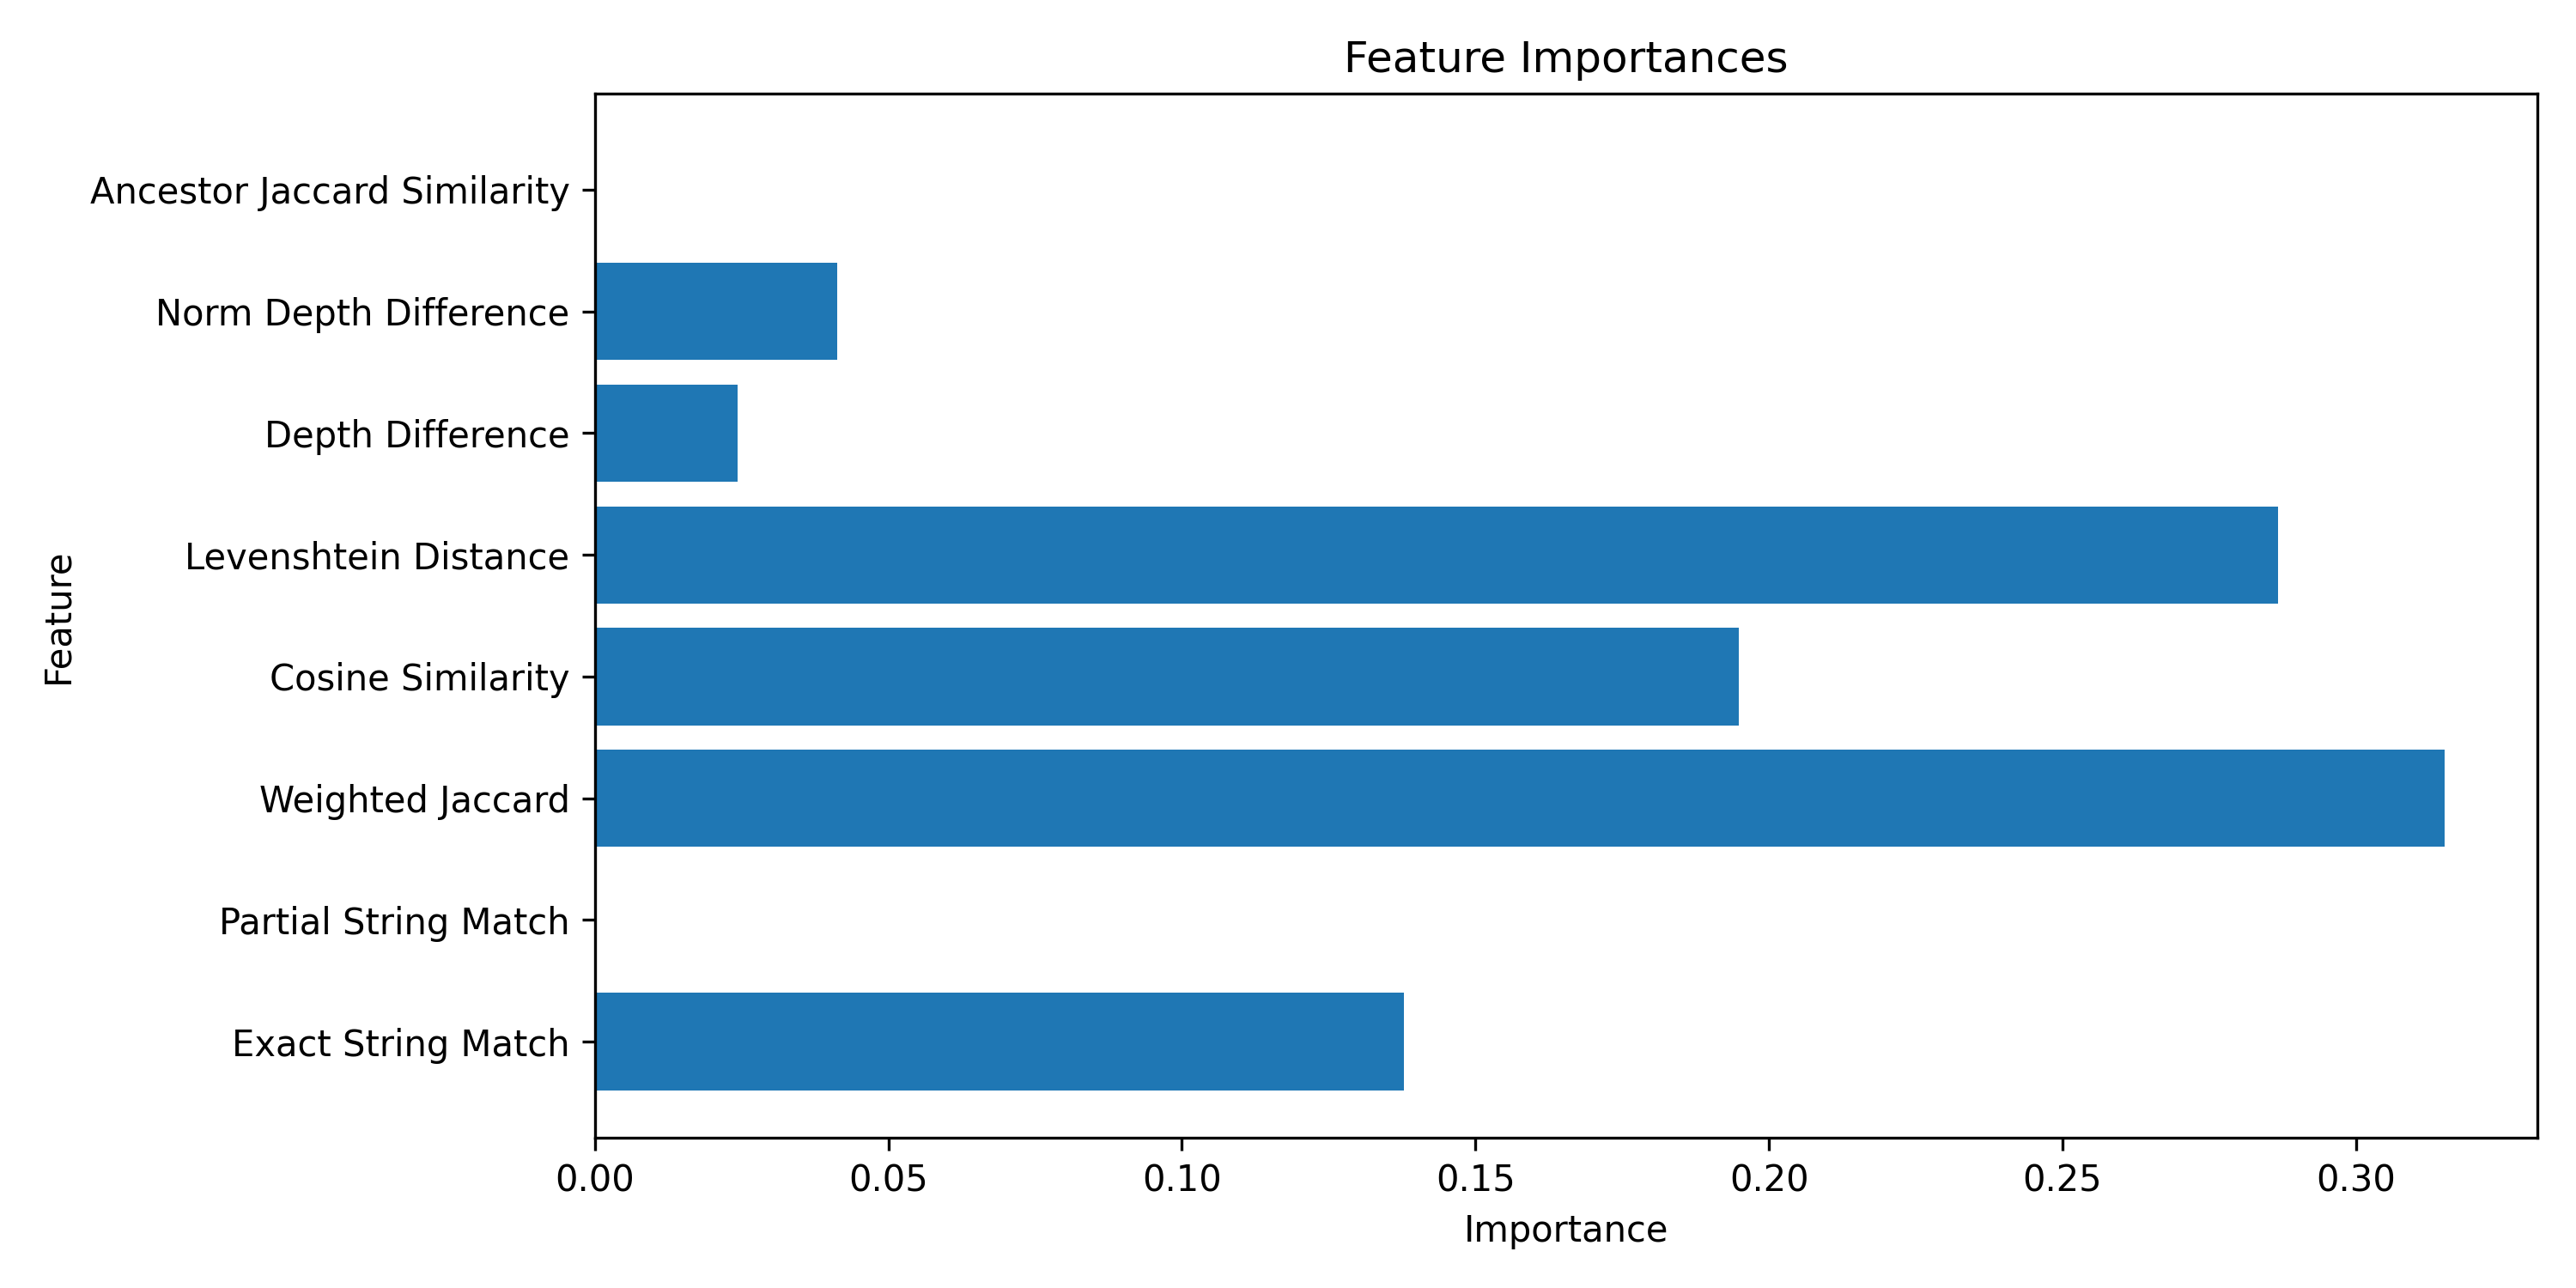 Feature Importances
Ancestor Jaccard Similarity
Norm Depth Difference
Depth Difference
Levenshtein Distance
Cosine Similarity
Weighted Jaccard
Partial String Match
Exact String Match
Feature
0.00 0.05 0.10 0.15 0.20 0.25 0.30
Importance